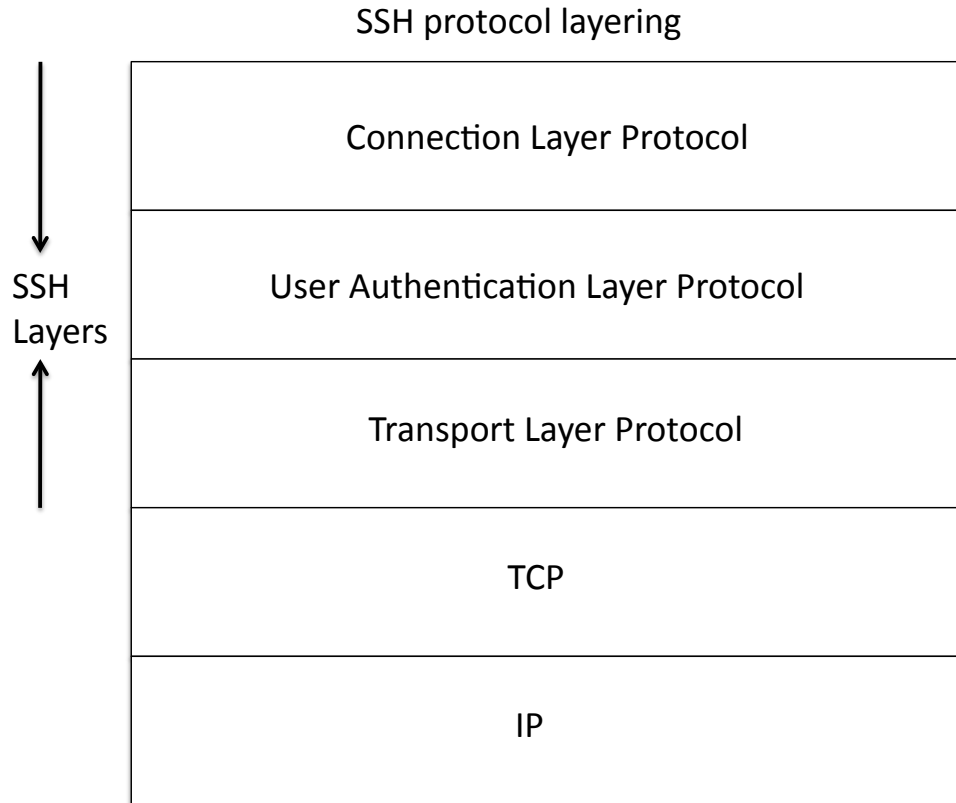 SSH protocol layering
Connection Layer Protocol
User Authentication Layer Protocol
SSH
Layers
Transport Layer Protocol
TCP
IP